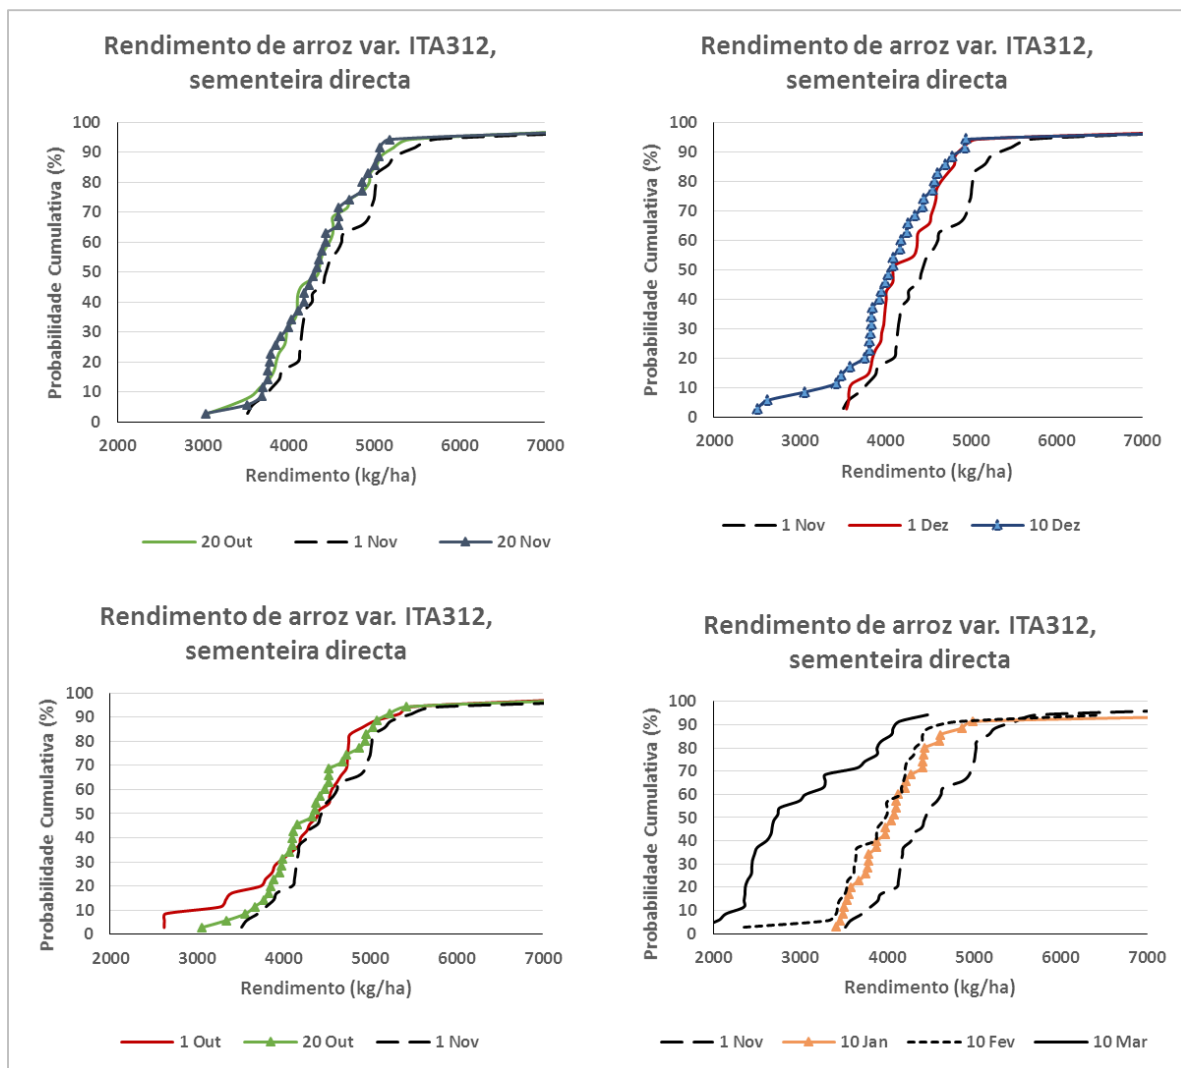 Rendimento de arroz var. ITA312,
sementeira directa
Probabilidade Cumulativa (%)
100
90
80
70
60
50
40
30
20
10
0
2000 3000 4000 5000 6000 7000
Rendimento (kg/ha)
20 Out 1 Nov 20 Nov
Rendimento de arroz var. ITA312,
sementeira directa
Probabilidade Cumulativa (%)
100
90
80
70
60
50
40
30
20
10
0
2000 3000 4000 5000 6000 7000
Rendimento (kg/ha)
1 Nov 1 Dez 10 Dez
Rendimento de arroz var. ITA312,
sementeira directa
Probabilidade Cumulativa (%)
100
90
80
70
60
50
40
30
20
10
0
2000 3000 4000 5000 6000 7000
Rendimento (kg/ha)
1 Out 20 Out 1 Nov
Rendimento de arroz var. ITA312,
sementeira directa
Probabilidade Cumulativa (%)
100
90
80
70
60
50
40
30
20
10
0
2000 3000 4000 5000 6000 7000
Rendimento (kg/ha)
1 Nov 10 Jan 10 Fev 10 Mar